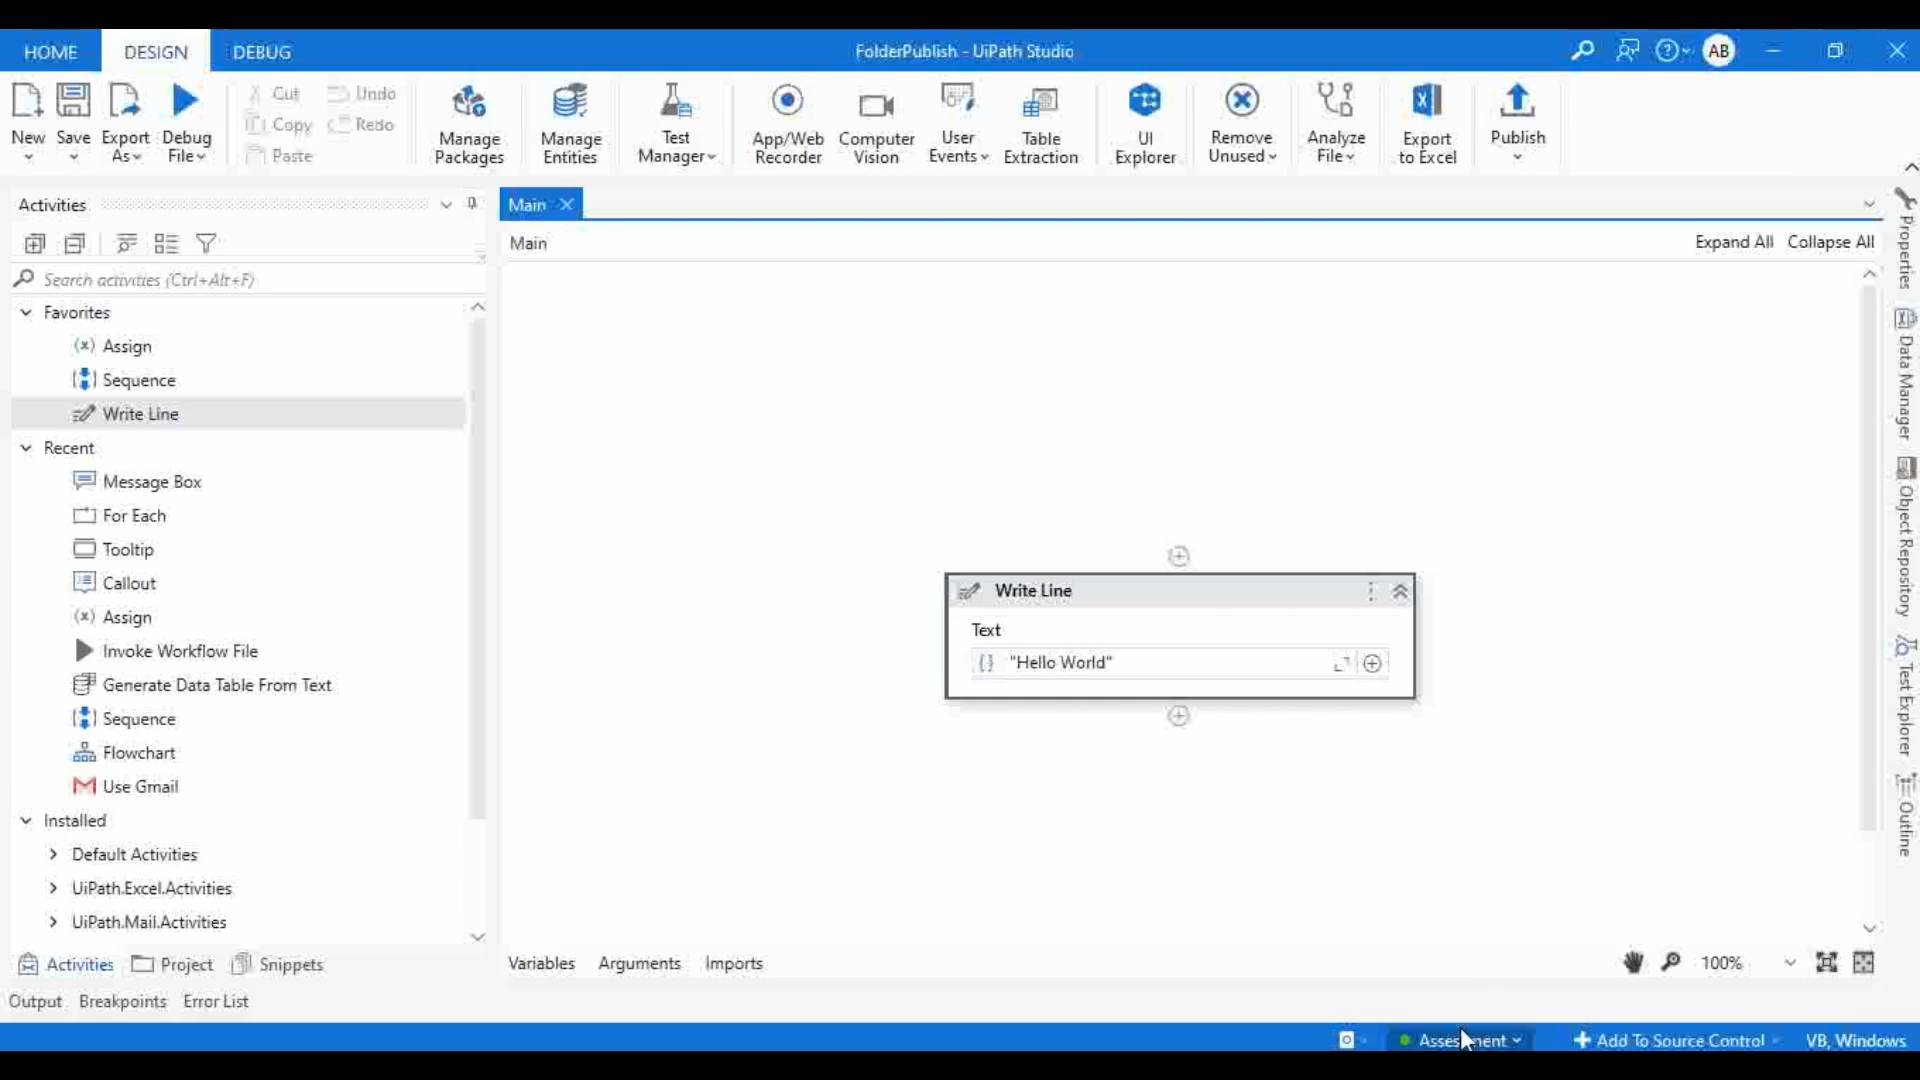 HOME DESIGN DEBUG FolderPublish - UiPath Studio AB
New Save Export As Debug File
Cut Undo
Copy Redo
Paste
Manage Packages
Manage Entities
Test Manager
App/Web Recorder
Computer Vision
User Events
Table Extraction
UI Explorer
Remove Unused
Analyze File
Export to Excel
Publish
Activities
Search activities (Ctrl+Alt+F)
Favorites
Assign
Sequence
Write Line
Recent
Message Box
For Each
Tooltip
Callout
Assign
Invoke Workflow File
Generate Data Table From Text
Sequence
Flowchart
Use Gmail
Installed
Default Activities
UiPath.Excel.Activities
UiPath.Mail.Activities
Activities Project Snippets
Main
Main Expand All Collapse All
Write Line
Text
"Hello World"
Variables Arguments Imports 100%
Properties
Data Manager
Object Repository
Test Explorer
Outline
Output Breakpoints Error List
Assessment Add To Source Control VB, Windows